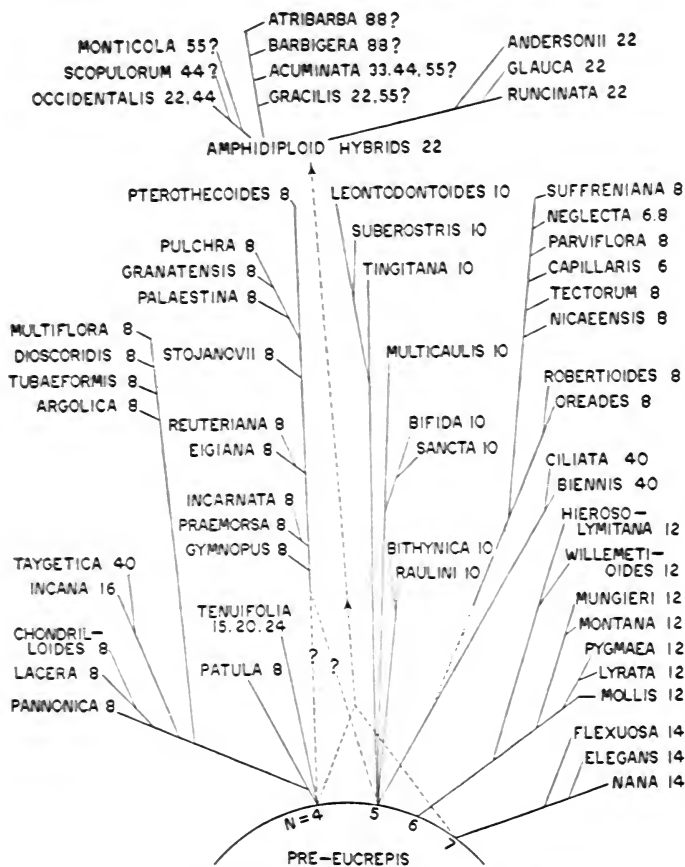 ATRIBARBA 88?
BARBIGERA 88?
ACUMINATA 33.44, 55?
GRACILIS 22,55?
MONTICOLA 55?
SCOPULORUM 44?
OCCIDENTALIS 22,44
ANDERSONII 22
GLAUCA 22
RUNCINATA 22
AMPHIDIPLOID HYBRIDS 22
PTEROTHECOIDES 8
PULCHRA 8
GRANATENSIS 8
PALAESTINA 8
STOJANOVII 8
REUTERIANA 8
EIGIANA 8
INCARNATA 8
PRAEMORSA 8
GYMNOPUS 8
MULTIFLORA 8
DIOSCORIDIS 8
TUBAEFORMIS 8
ARGOLICA 8
TAYGETICA 40
INCANA 16
CHONDRIL-
LOIDES 8
LACERA 8
PANNONICA 8
TENUIFOLIA
15.20.24
PATULA 8
? ?
LEONTODONTOIDES 10
SUBEROSTRIS 10
TINGITANA 10
MULTICAULIS 10
BIFIDA 10
SANCTA 10
BITHYNICA 10
RAULINI 10
SUFFRENIANA 8
NEGLECTA 6.8
PARVIFLORA 8
CAPILLARIS 6
TECTORUM 8
NICAEENSIS 8
ROBERTIOIDES 8
OREADES 8
CILIATA 40
BIENNIS 40
HIEROSO-
LYMITANA 12
WILLEMETI-
OIDES 12
MUNGIERI 12
MONTANA 12
PYGMAEA 12
LYRATA 12
MOLLIS 12
FLEXUOSA 14
ELEGANS 14
NANA 14
N=4 5 6 7
PRE-EUCREPIS